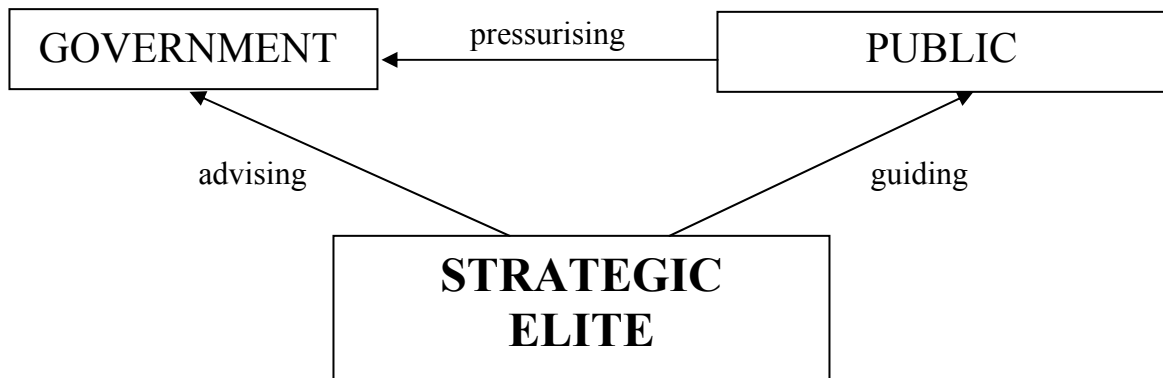 GOVERNMENT
pressurising
PUBLIC
advising
guiding
STRATEGIC
ELITE